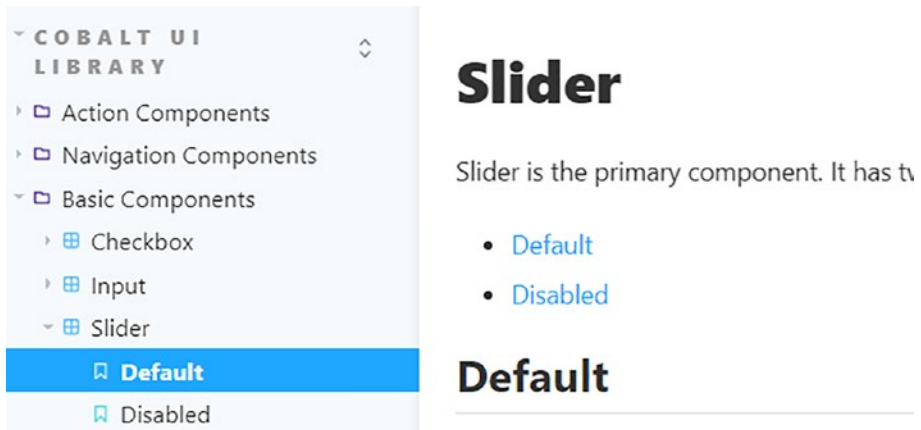 COBALT UI
LIBRARY
Action Components
Navigation Components
Basic Components
Checkbox
Input
Slider
Default
Disabled
Slider
Slider is the primary component. It has
Default
Disabled
Default